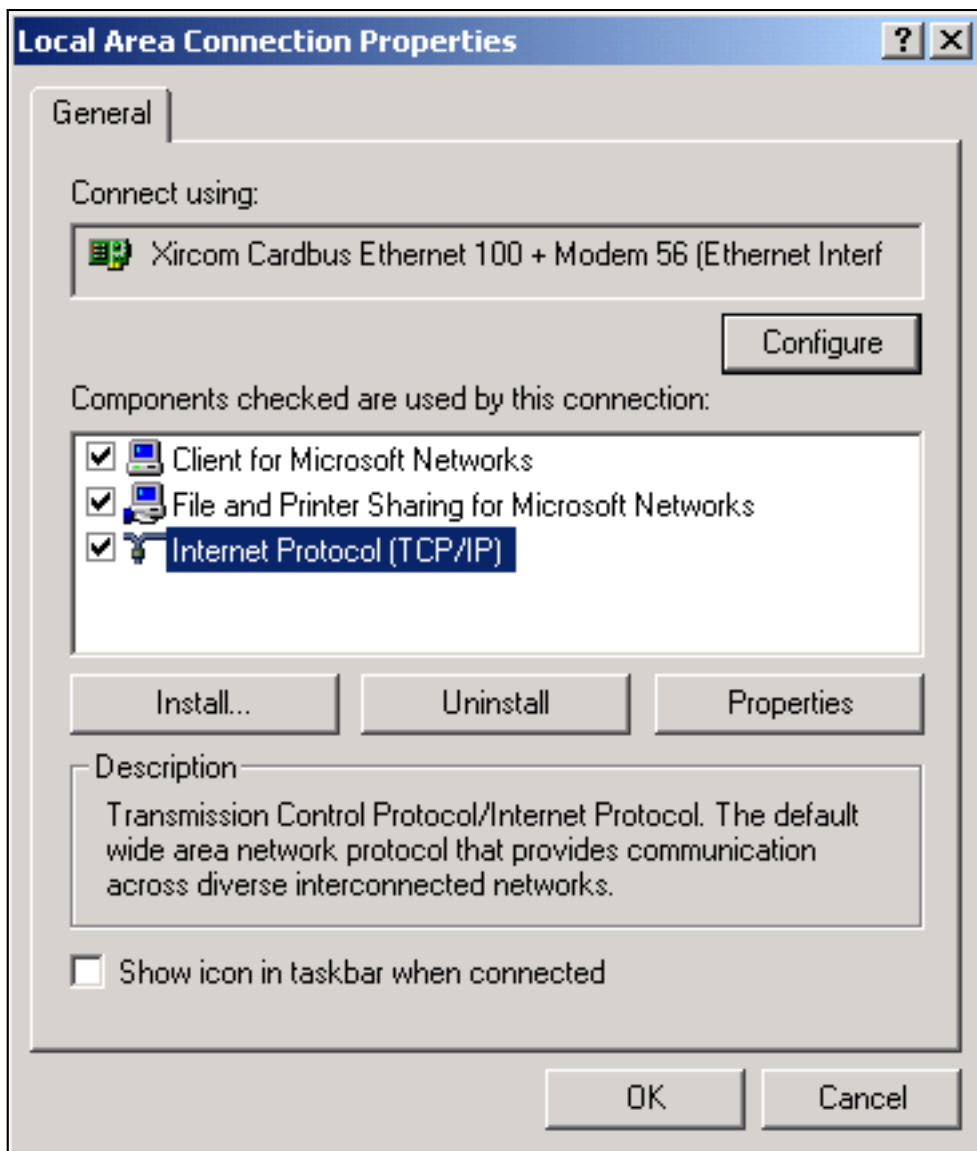 Local Area Connection Properties
?
General
Connect using:
Xircom Cardbus Ethernet 100 + Modem 56 (Ethernet Interf
Configure
Components checked are used by this connection:
Client for Microsoft Networks
File and Printer Sharing for Microsoft Networks
Internet Protocol (TCP/IP)
Install...
Uninstall
Properties
Description
Transmission Control Protocol/Internet Protocol. The default
wide area network protocol that provides communication
across diverse interconnected networks.
Show icon in taskbar when connected
OK
Cancel